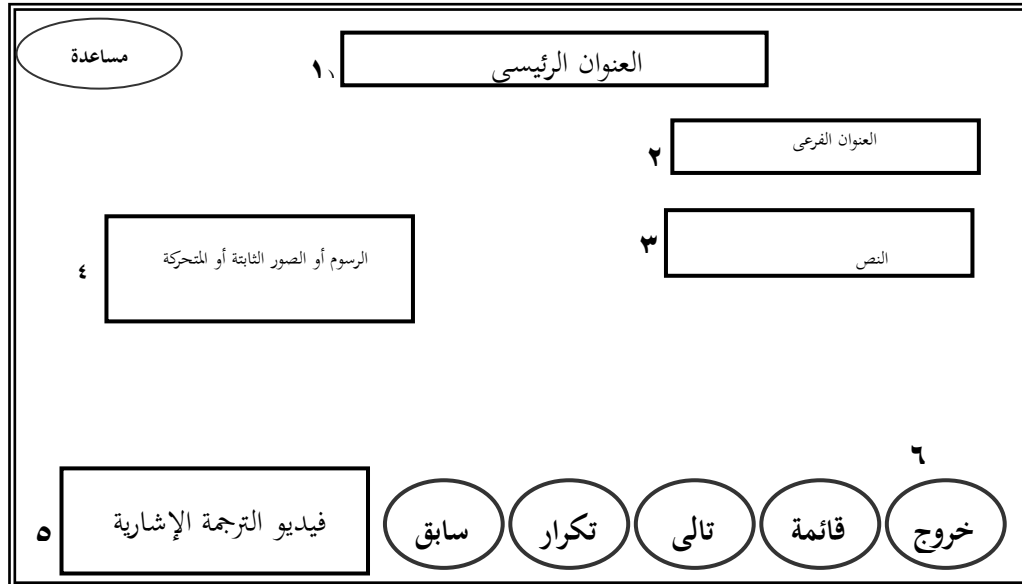 مساعدة
١ العنوان الرئيسى
٢ العنوان الفرعى
٣ النص
٤ الرسوم أو الصور الثابتة أو المتحركة
٦
خروج قائمة تالى تكرار سابق فيديو الترجمة الإشارية ٥